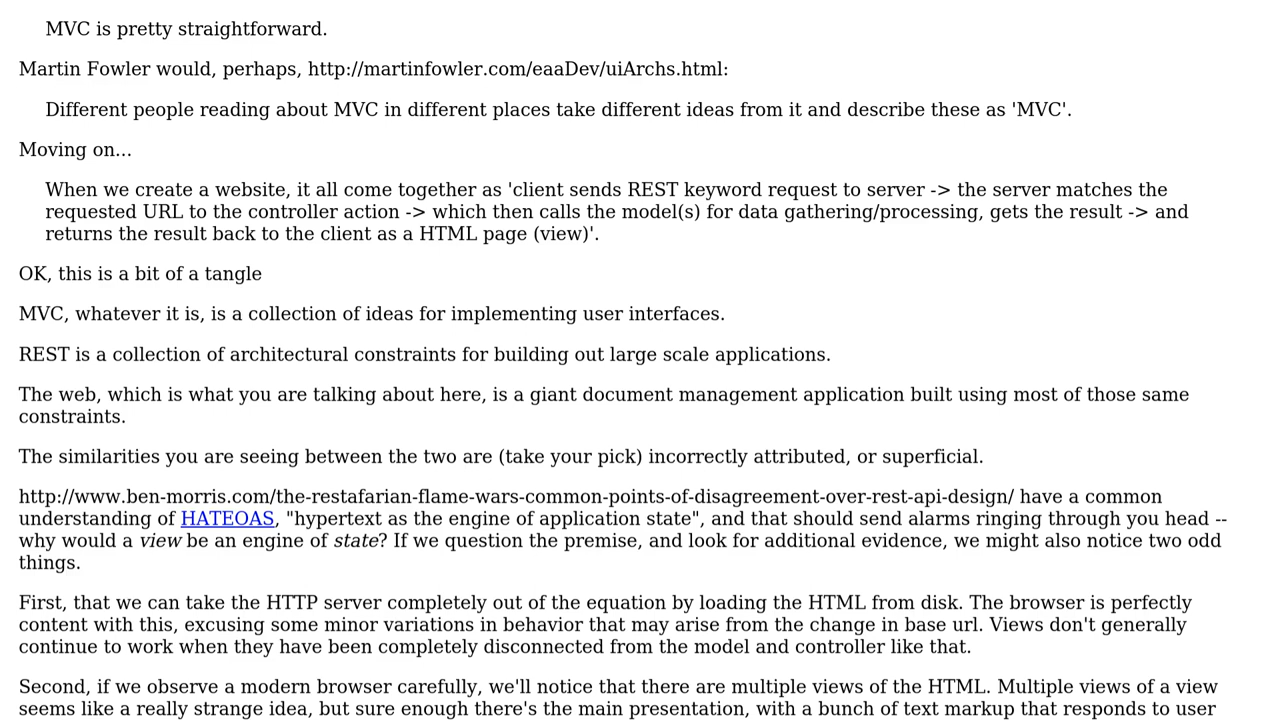 MVC is pretty straightforward.
Martin Fowler would, perhaps, http://martinfowler.com/eaaDev/uiArchs.html:
Different people reading about MVC in different places take different ideas from it and describe these as 'MVC'.
Moving on...
When we create a website, it all come together as 'client sends REST keyword request to server -> the server matches the
requested URL to the controller action -> which then calls the model(s) for data gathering/processing, gets the result -> and
returns the result back to the client as a HTML page (view)'.
OK, this is a bit of a tangle
MVC, whatever it is, is a collection of ideas for implementing user interfaces.
REST is a collection of architectural constraints for building out large scale applications.
The web, which is what you are talking about here, is a giant document management application built using most of those same
constraints.
The similarities you are seeing between the two are (take your pick) incorrectly attributed, or superficial.
http://www.ben-morris.com/the-restafarian-flame-wars-common-points-of-disagreement-over-rest-api-design/ have a common
understanding of HATEOAS, "hypertext as the engine of application state", and that should send alarms ringing through you head --
why would a view be an engine of state? If we question the premise, and look for additional evidence, we might also notice two odd
things.
First, that we can take the HTTP server completely out of the equation by loading the HTML from disk. The browser is perfectly
content with this, excusing some minor variations in behavior that may arise from the change in base url. Views don't generally
continue to work when they have been completely disconnected from the model and controller like that.
Second, if we observe a modern browser carefully, we'll notice that there are multiple views of the HTML. Multiple views of a view
seems like a really strange idea, but sure enough there's the main presentation, with a bunch of text markup that responds to user